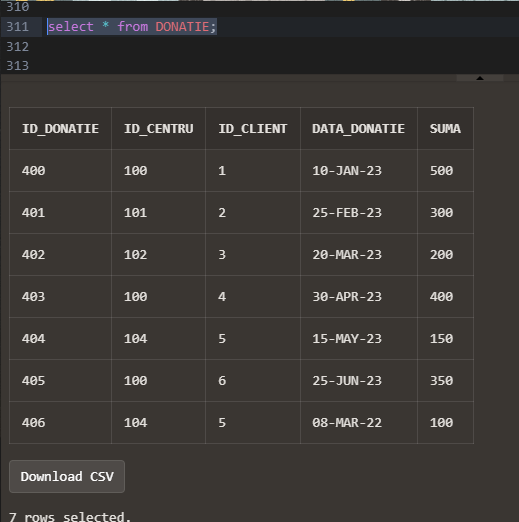 310
311 select * from DONATIE;
312
313
ID_DONATIE ID_CENTRU ID_CLIENT DATA_DONATIE SUMA
400 100 1 10-JAN-23 500
401 101 2 25-FEB-23 300
402 102 3 20-MAR-23 200
403 100 4 30-APR-23 400
404 104 5 15-MAY-23 150
405 100 6 25-JUN-23 350
406 104 5 08-MAR-22 100
Download CSV
7 rows selected.